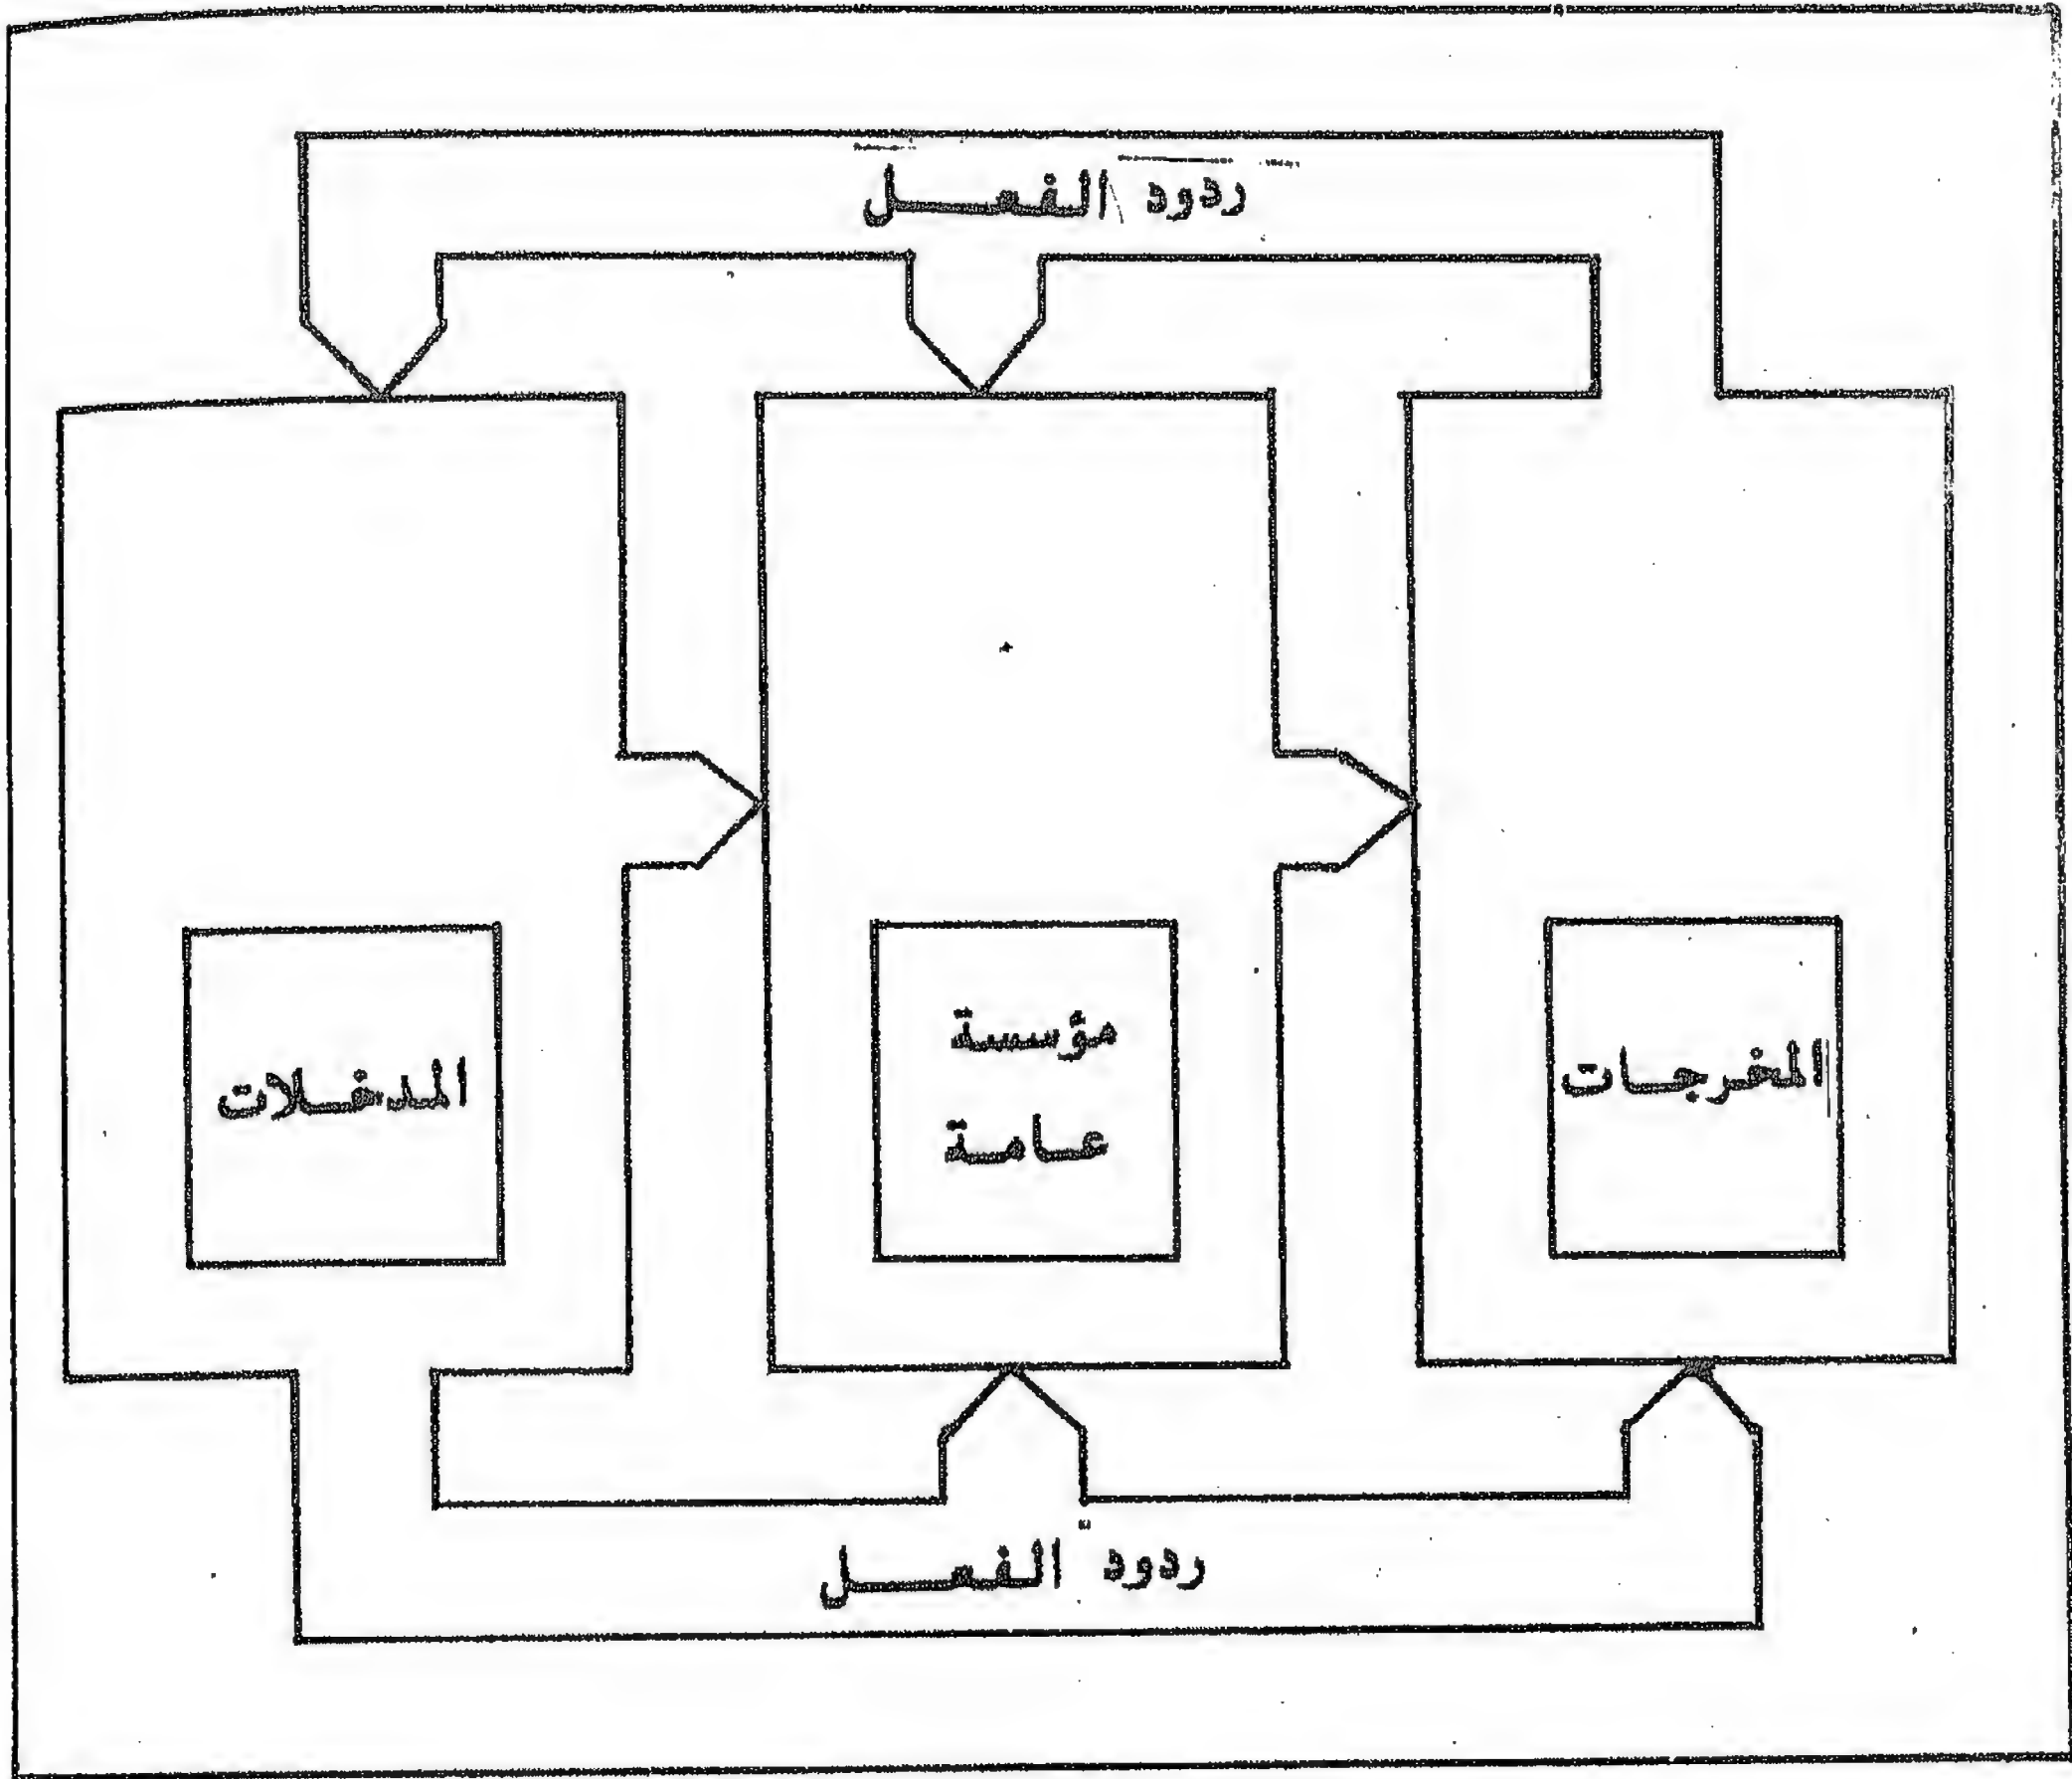 ردود الفعل
المخرجات
مؤسسة
عامة
المدخلات
ردود الفعل